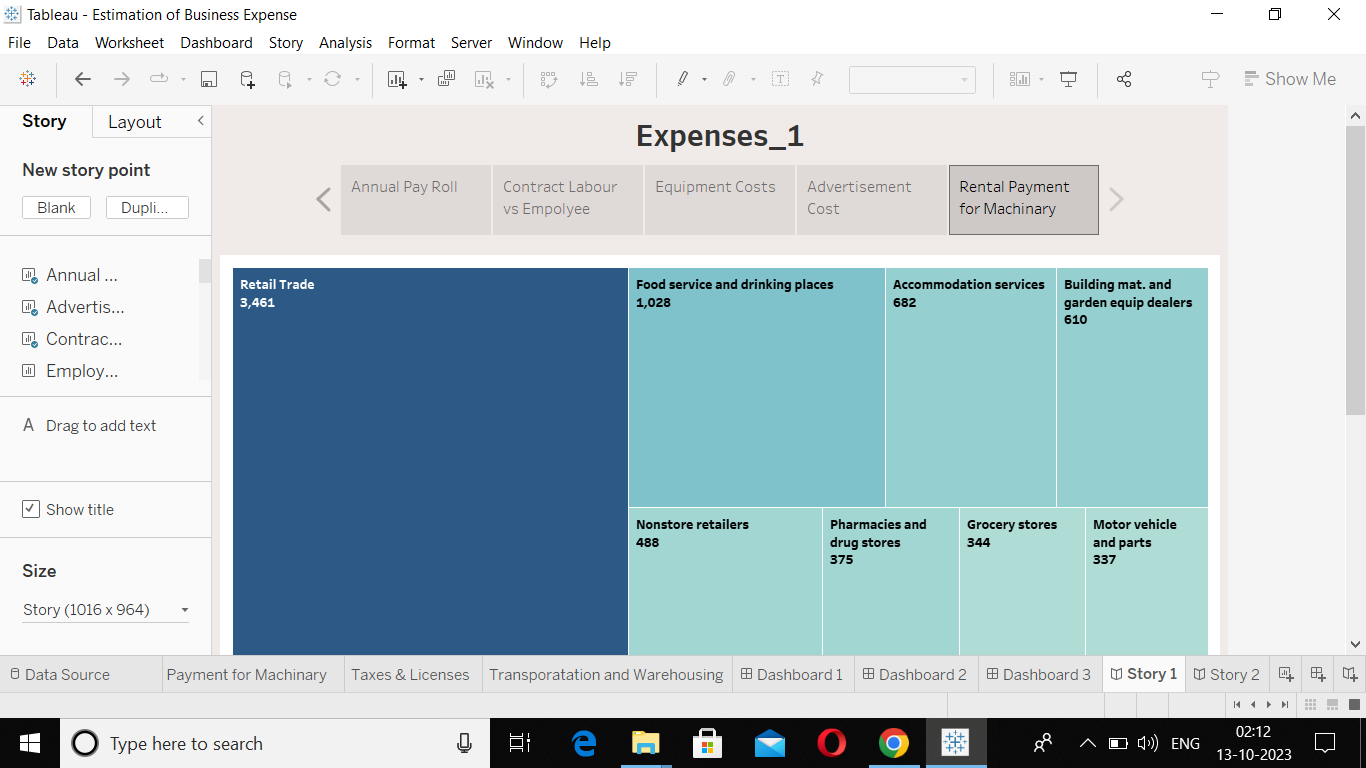 Tableau - Estimation of Business Expense
File Data Worksheet Dashboard Story Analysis Format Server Window Help
Show Me
Story Layout
New story point
Blank Dupli...
Annual ...
Advertis...
Contrac...
Employ...
A Drag to add text
Show title
Size
Story (1016 x 964)
Expenses_1
Annual Pay Roll
Contract Labour
vs Empolyee
Equipment Costs
Advertisement
Cost
Rental Payment
for Machinary
Retail Trade
3,461
Food service and drinking places
1,028
Accommodation services
682
Building mat. and
garden equip dealers
610
Nonstore retailers
488
Pharmacies and
drug stores
375
Grocery stores
344
Motor vehicle
and parts
337
Data Source Payment for Machinary Taxes & Licenses Transporatation and Warehousing Dashboard 1 Dashboard 2 Dashboard 3 Story 1 Story 2
Type here to search
ENG
02:12
13-10-2023